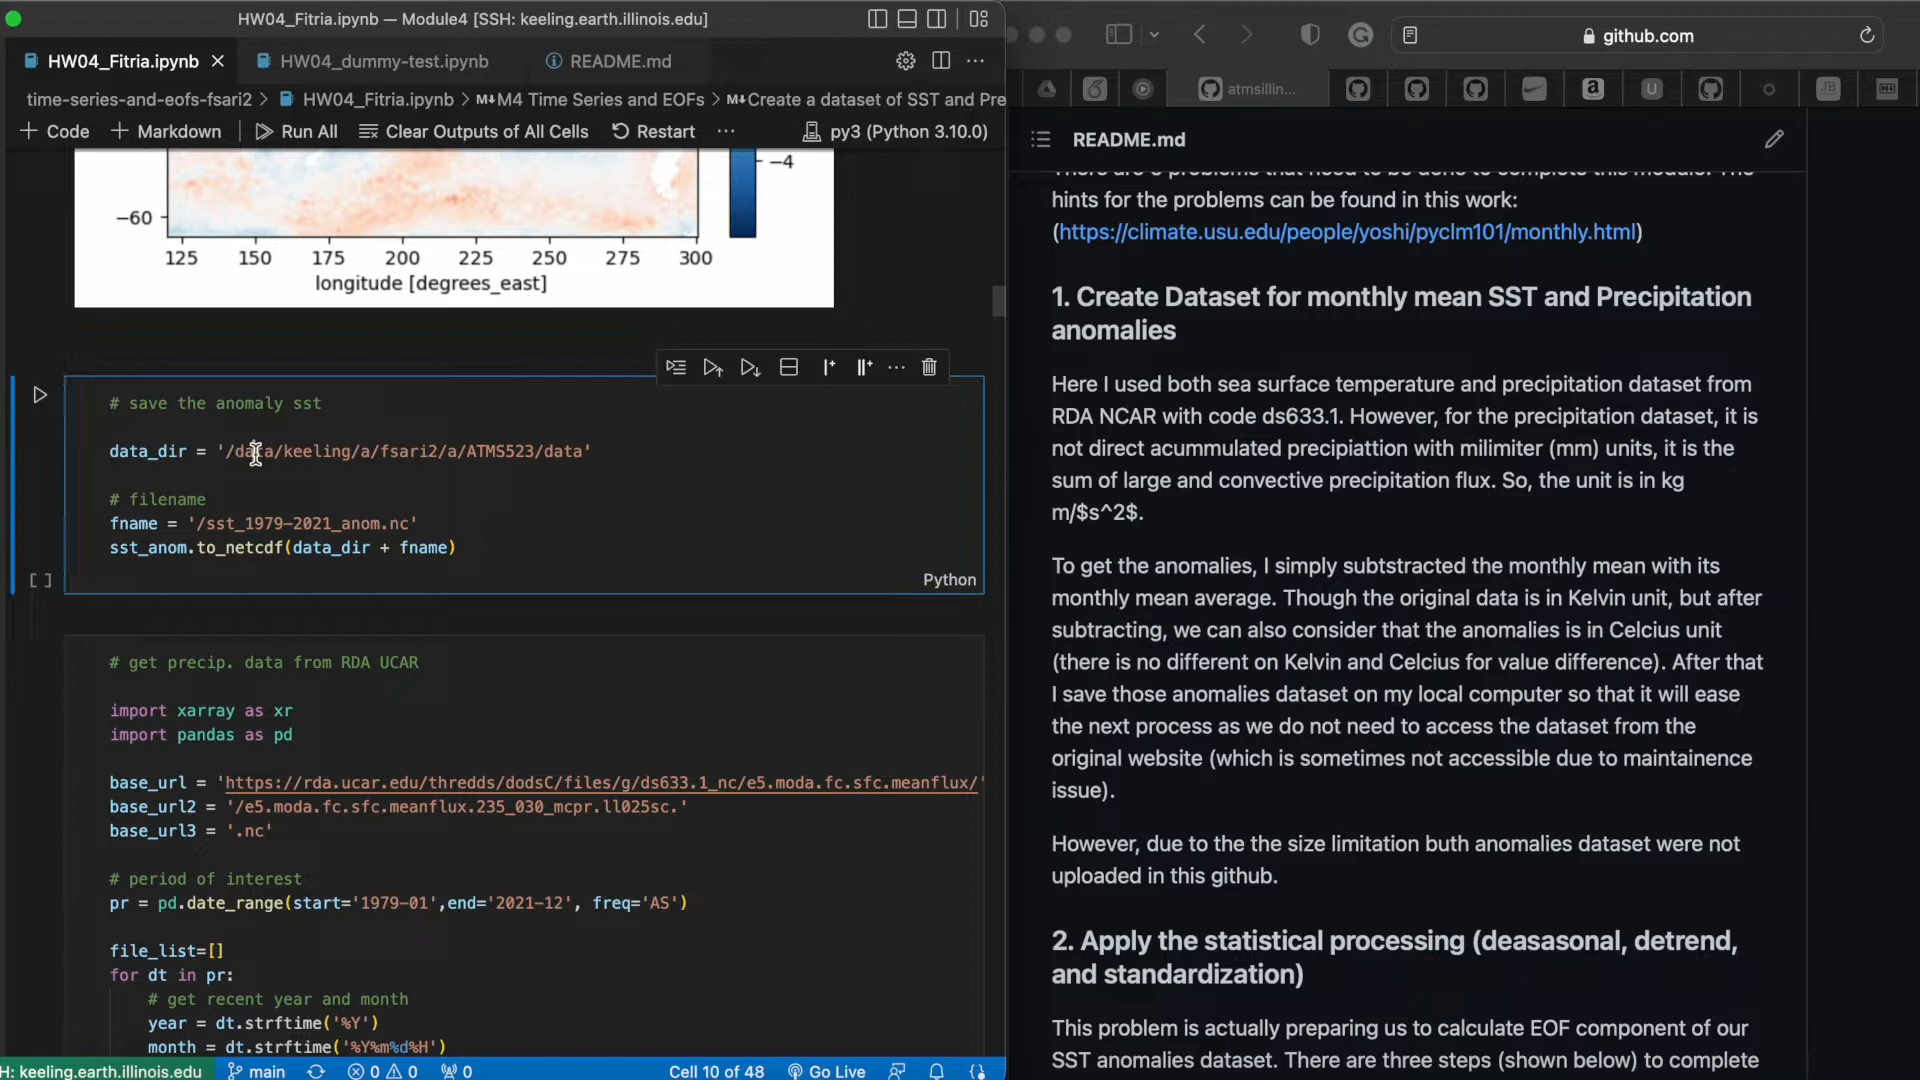 HW04_Fitria.ipynb — Module4 [SSH: keeling.earth.illinois.edu]
HW04_Fitria.ipynb
HW04_dummy-test.ipynb
README.md
time-series-and-eofs-fsari2 > HW04_Fitria.ipynb > M↓M4 Time Series and EOFs > M↓Create a dataset of SST and Pre
+ Code + Markdown Run All Clear Outputs of All Cells Restart ··· py3 (Python 3.10.0)
−4
−60
125 150 175 200 225 250 275 300
longitude [degrees_east]
# save the anomaly sst
data_dir = '/data/keeling/a/fsari2/a/ATMS523/data'
# filename
fname = '/sst_1979-2021_anom.nc'
sst_anom.to_netcdf(data_dir + fname)
[ ]
Python
# get precip. data from RDA UCAR
import xarray as xr
import pandas as pd
base_url = 'https://rda.ucar.edu/thredds/dodsC/files/g/ds633.1_nc/e5.moda.fc.sfc.meanflux/'
base_url2 = '/e5.moda.fc.sfc.meanflux.235_030_mcpr.ll025sc.'
base_url3 = '.nc'
# period of interest
pr = pd.date_range(start='1979-01',end='2021-12', freq='AS')
file_list=[]
for dt in pr:
# get recent year and month
year = dt.strftime('%Y')
month = dt.strftime('%Y%m%d%H')
H: keeling.earth.illinois.edu main 0 0 0 Cell 10 of 48 Go Live
github.com
atmsillin...
README.md
There are 6 problems that need to be done to complete this module. The
hints for the problems can be found in this work:
(https://climate.usu.edu/people/yoshi/pyclm101/monthly.html)
1. Create Dataset for monthly mean SST and Precipitation
anomalies
Here I used both sea surface temperature and precipitation dataset from
RDA NCAR with code ds633.1. However, for the precipitation dataset, it is
not direct acummulated precipiattion with milimiter (mm) units, it is the
sum of large and convective precipitation flux. So, the unit is in kg
m/$s^2$.
To get the anomalies, I simply subtstracted the monthly mean with its
monthly mean average. Though the original data is in Kelvin unit, but after
subtracting, we can also consider that the anomalies is in Celcius unit
(there is no different on Kelvin and Celcius for value difference). After that
I save those anomalies dataset on my local computer so that it will ease
the next process as we do not need to access the dataset from the
original website (which is sometimes not accessible due to maintainence
issue).
However, due to the the size limitation buth anomalies dataset were not
uploaded in this github.
2. Apply the statistical processing (deasasonal, detrend,
and standardization)
This problem is actually preparing us to calculate EOF component of our
SST anomalies dataset. There are three steps (shown below) to complete